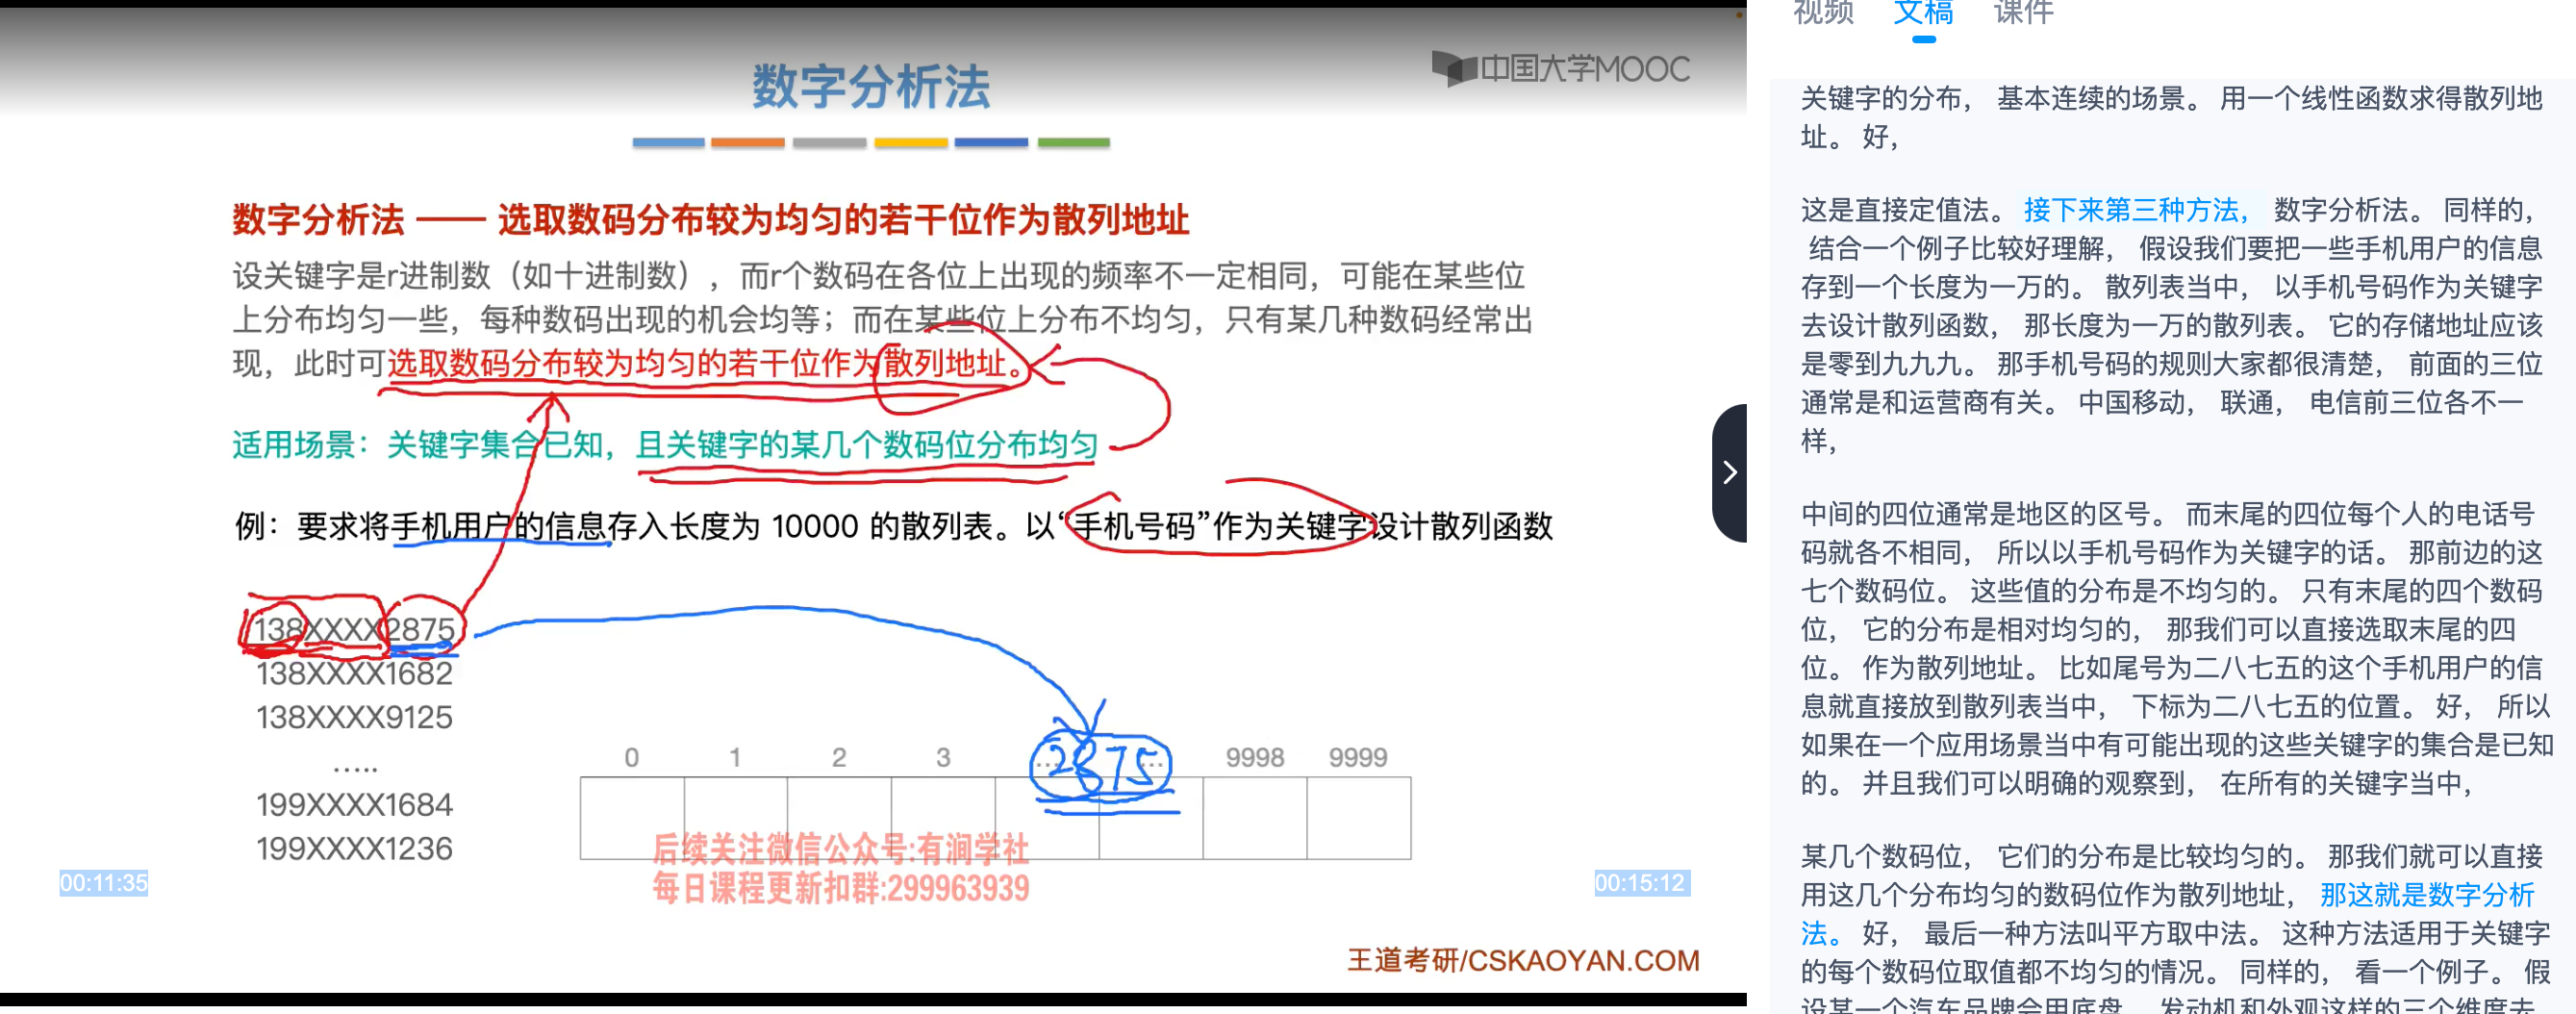 数字分析法
中国大学MOOC
数字分析法 —— 选取数码分布较为均匀的若干位作为散列地址
设关键字是r进制数（如十进制数），而r个数码在各位上出现的频率不一定相同，可能在某些位
上分布均匀一些，每种数码出现的机会均等；而在某些位上分布不均匀，只有某几种数码经常出
现，此时可选取数码分布较为均匀的若干位作为散列地址。
适用场景：关键字集合已知，且关键字的某几个数码位分布均匀
例：要求将手机用户的信息存入长度为 10000 的散列表。以“手机号码”作为关键字设计散列函数
138XXXX2875
138XXXX1682
138XXXX9125
.....
199XXXX1684
199XXXX1236
0 1 2 3 ... 2875 ... 9998 9999
后续关注微信公众号:有涧学社
每日课程更新扣群:299963939
00:11:35
00:15:12
王道考研/CSKAOYAN.COM
视频 文稿 课件
关键字的分布， 基本连续的场景。 用一个线性函数求得散列地
址。 好，
这是直接定值法。 接下来第三种方法， 数字分析法。 同样的，
结合一个例子比较好理解， 假设我们要把一些手机用户的信息
存到一个长度为一万的。 散列表当中， 以手机号码作为关键字
去设计散列函数， 那长度为一万的散列表。 它的存储地址应该
是零到九九九。 那手机号码的规则大家都很清楚， 前面的三位
通常是和运营商有关。 中国移动， 联通， 电信前三位各不一
样，
中间的四位通常是地区的区号。 而末尾的四位每个人的电话号
码就各不相同， 所以以手机号码作为关键字的话。 那前边的这
七个数码位。 这些值的分布是不均匀的。 只有末尾的四个数码
位， 它的分布是相对均匀的， 那我们可以直接选取末尾的四
位。 作为散列地址。 比如尾号为二八七五的这个手机用户的信
息就直接放到散列表当中， 下标为二八七五的位置。 好， 所以
如果在一个应用场景当中有可能出现的这些关键字的集合是已知
的。 并且我们可以明确的观察到， 在所有的关键字当中，
某几个数码位， 它们的分布是比较均匀的。 那我们就可以直接
用这几个分布均匀的数码位作为散列地址， 那这就是数字分析
法。 好， 最后一种方法叫平方取中法。 这种方法适用于关键字
的每个数码位取值都不均匀的情况。 同样的， 看一个例子。 假
设某一个汽车品牌会用底盘， 发动机和外观这样的三个维度去